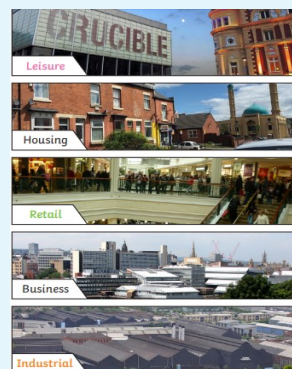 CRUCIBLE
Leisure
Housing
Retail
Business
Industrial